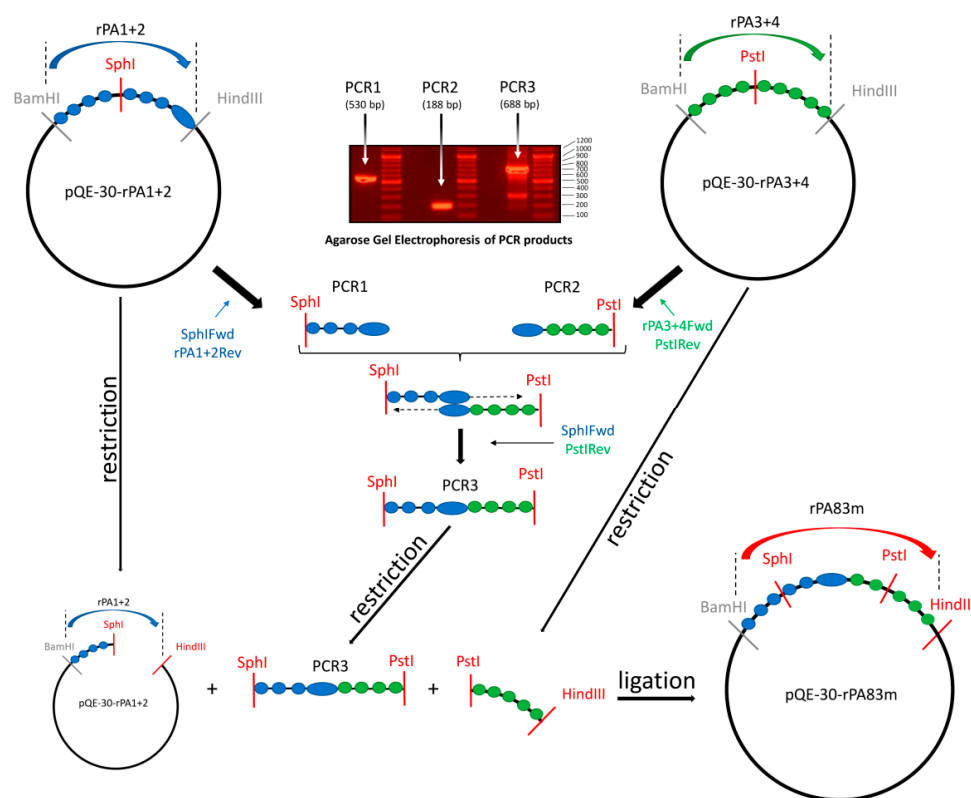 rPA1+2
SphI
BamHI
HindIII
pQE-30-rPA1+2
PCR1
(530 bp)
PCR2
(188 bp)
PCR3
(688 bp)
1200
1000
900
800
700
600
500
400
300
200
100
Agarose Gel Electrophoresis of PCR products
rPA3+4
PstI
BamHI
HindIII
pQE-30-rPA3+4
SphIFwd
rPA1+2Rev
SphI
PCR1
PCR2
PstI
rPA3+4Fwd
PstIRev
restriction
SphI
PstI
SphIFwd
PstIRev
SphI
PCR3
PstI
restriction
restriction
rPA1+2
SphI
BamHI
HindIII
pQE-30-rPA1+2
+
SphI
PCR3
PstI
+
PstI
HindIII
ligation
rPA83m
SphI
PstI
BamHI
HindII
pQE-30-rPA83m